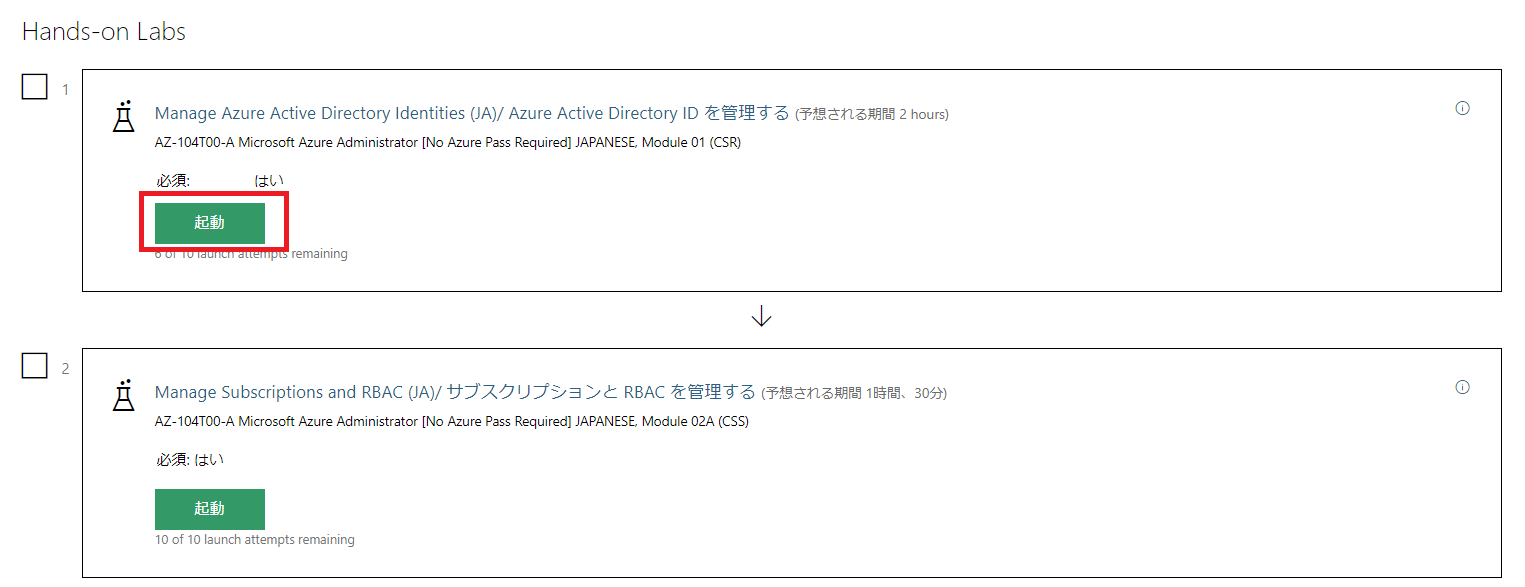 Hands-on Labs
1
Manage Azure Active Directory Identities (JA)/ Azure Active Directory ID を管理する (予想される期間 2 hours)
AZ-104T00-A Microsoft Azure Administrator [No Azure Pass Required] JAPANESE, Module 01 (CSR)
必須: はい
起動
6 of 10 launch attempts remaining
2
Manage Subscriptions and RBAC (JA)/ サブスクリプションと RBAC を管理する (予想される期間 1時間、30分)
AZ-104T00-A Microsoft Azure Administrator [No Azure Pass Required] JAPANESE, Module 02A (CSS)
必須: はい
起動
10 of 10 launch attempts remaining